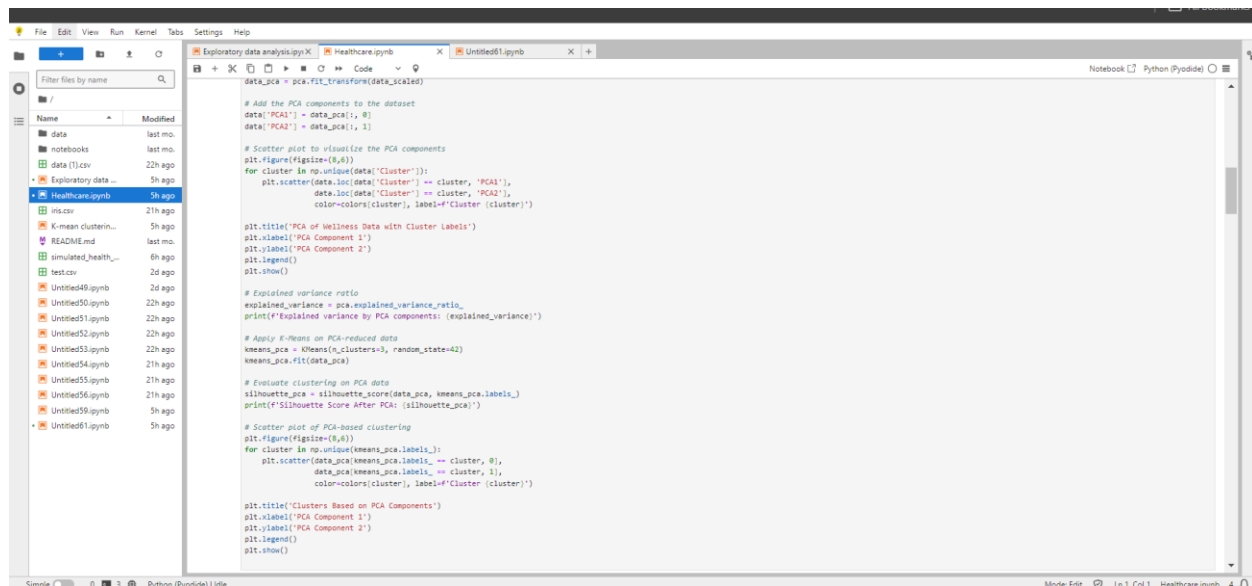 All Bookmarks
File Edit View Run Kernel Tabs Settings Help
+
Filter files by name
/
Name Modified
data last mo.
notebooks last mo.
data (1).csv 22h ago
Exploratory data ... 5h ago
Healthcare.ipynb 5h ago
iris.csv 21h ago
K-mean clusterin... 5h ago
README.md last mo.
simulated_health_... 6h ago
test.csv 2d ago
Untitled49.ipynb 2d ago
Untitled50.ipynb 22h ago
Untitled51.ipynb 22h ago
Untitled52.ipynb 22h ago
Untitled53.ipynb 22h ago
Untitled54.ipynb 21h ago
Untitled55.ipynb 21h ago
Untitled56.ipynb 21h ago
Untitled59.ipynb 5h ago
Untitled61.ipynb 5h ago
Exploratory data analysis.ipyn X Healthcare.ipynb X Untitled61.ipynb X +
Code Notebook Python (Pyodide)
data_pca = pca.fit_transform(data_scaled)
# Add the PCA components to the dataset
data['PCA1'] = data_pca[:, 0]
data['PCA2'] = data_pca[:, 1]
# Scatter plot to visualize the PCA components
plt.figure(figsize=(8,6))
for cluster in np.unique(data['Cluster']):
    plt.scatter(data.loc[data['Cluster'] == cluster, 'PCA1'],
                data.loc[data['Cluster'] == cluster, 'PCA2'],
                color=colors[cluster], label=f'Cluster {cluster}')
plt.title('PCA of Wellness Data with Cluster Labels')
plt.xlabel('PCA Component 1')
plt.ylabel('PCA Component 2')
plt.legend()
plt.show()
# Explained variance ratio
explained_variance = pca.explained_variance_ratio_
print(f'Explained variance by PCA components: {explained_variance}')
# Apply K-Means on PCA-reduced data
kmeans_pca = KMeans(n_clusters=3, random_state=42)
kmeans_pca.fit(data_pca)
# Evaluate clustering on PCA data
silhouette_pca = silhouette_score(data_pca, kmeans_pca.labels_)
print(f'Silhouette Score After PCA: {silhouette_pca}')
# Scatter plot of PCA-based clustering
plt.figure(figsize=(8,6))
for cluster in np.unique(kmeans_pca.labels_):
    plt.scatter(data_pca[kmeans_pca.labels_ == cluster, 0],
                data_pca[kmeans_pca.labels_ == cluster, 1],
                color=colors[cluster], label=f'Cluster {cluster}')
plt.title('Clusters Based on PCA Components')
plt.xlabel('PCA Component 1')
plt.ylabel('PCA Component 2')
plt.legend()
plt.show()
Simple 0 3 Python (Pyodide) | Idle Mode: Edit Ln 1, Col 1 Healthcare.ipynb 4